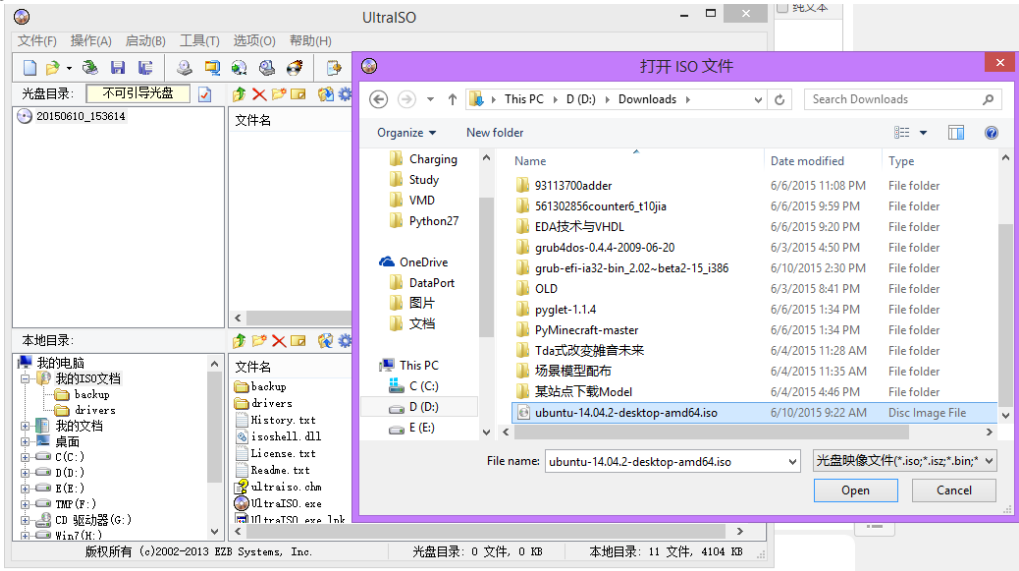 UltraISO
纯文本
文件(F) 操作(A) 启动(B) 工具(T) 选项(O) 帮助(H)
光盘目录: 不可引导光盘
20150610_153614
文件名
打开 ISO 文件
This PC D (D:) Downloads
Search Downloads
Organize New folder
Charging
Study
VMD
Python27
OneDrive
DataPort
图片
文档
This PC
C (C:)
D (D:)
E (E:)
Name Date modified Type
93113700adder 6/6/2015 11:08 PM File folder
561302856counter6_t10jia 6/6/2015 9:59 PM File folder
EDA技术与VHDL 6/6/2015 9:20 PM File folder
grub4dos-0.4.4-2009-06-20 6/3/2015 4:50 PM File folder
grub-efi-ia32-bin_2.02~beta2-15_i386 6/10/2015 2:30 PM File folder
OLD 6/3/2015 8:41 PM File folder
pyglet-1.1.4 6/6/2015 1:34 PM File folder
PyMinecraft-master 6/6/2015 1:34 PM File folder
Tda式改变雑音未来 6/4/2015 11:28 AM File folder
场景模型配布 6/4/2015 11:35 AM File folder
某站点下载Model 6/4/2015 4:46 PM File folder
ubuntu-14.04.2-desktop-amd64.iso 6/10/2015 9:22 AM Disc Image File
File name: ubuntu-14.04.2-desktop-amd64.iso 光盘映像文件(*.iso;*.isz;*.bin;*
Open Cancel
本地目录:
我的电脑
我的ISO文档
backup
drivers
我的文档
桌面
C(C:)
D(D:)
E(E:)
TMP(F:)
CD 驱动器(G:)
Win7(H:)
文件名
backup
drivers
History.txt
isoshell.dll
License.txt
Readme.txt
ultraiso.chm
UltraISO.exe
UltraISO.exe.lnk
版权所有 (c)2002-2013 EZB Systems, Inc. 光盘目录: 0 文件, 0 KB 本地目录: 11 文件, 4104 KB